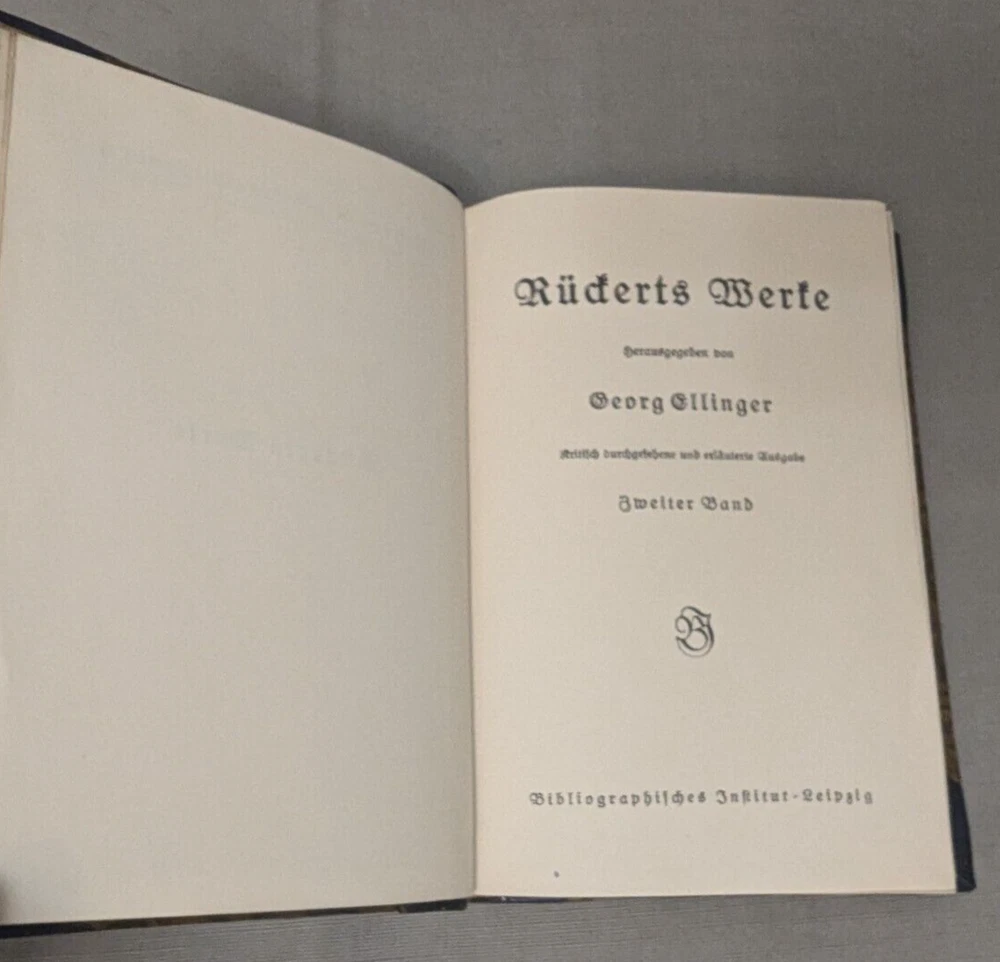 Rückerts Werke
Herausgegeben von
Georg Ellinger
Kritisch durchgesehene und erläuterte Ausgabe
Zweiter Band
Bibliographisches Institut-Leipzig